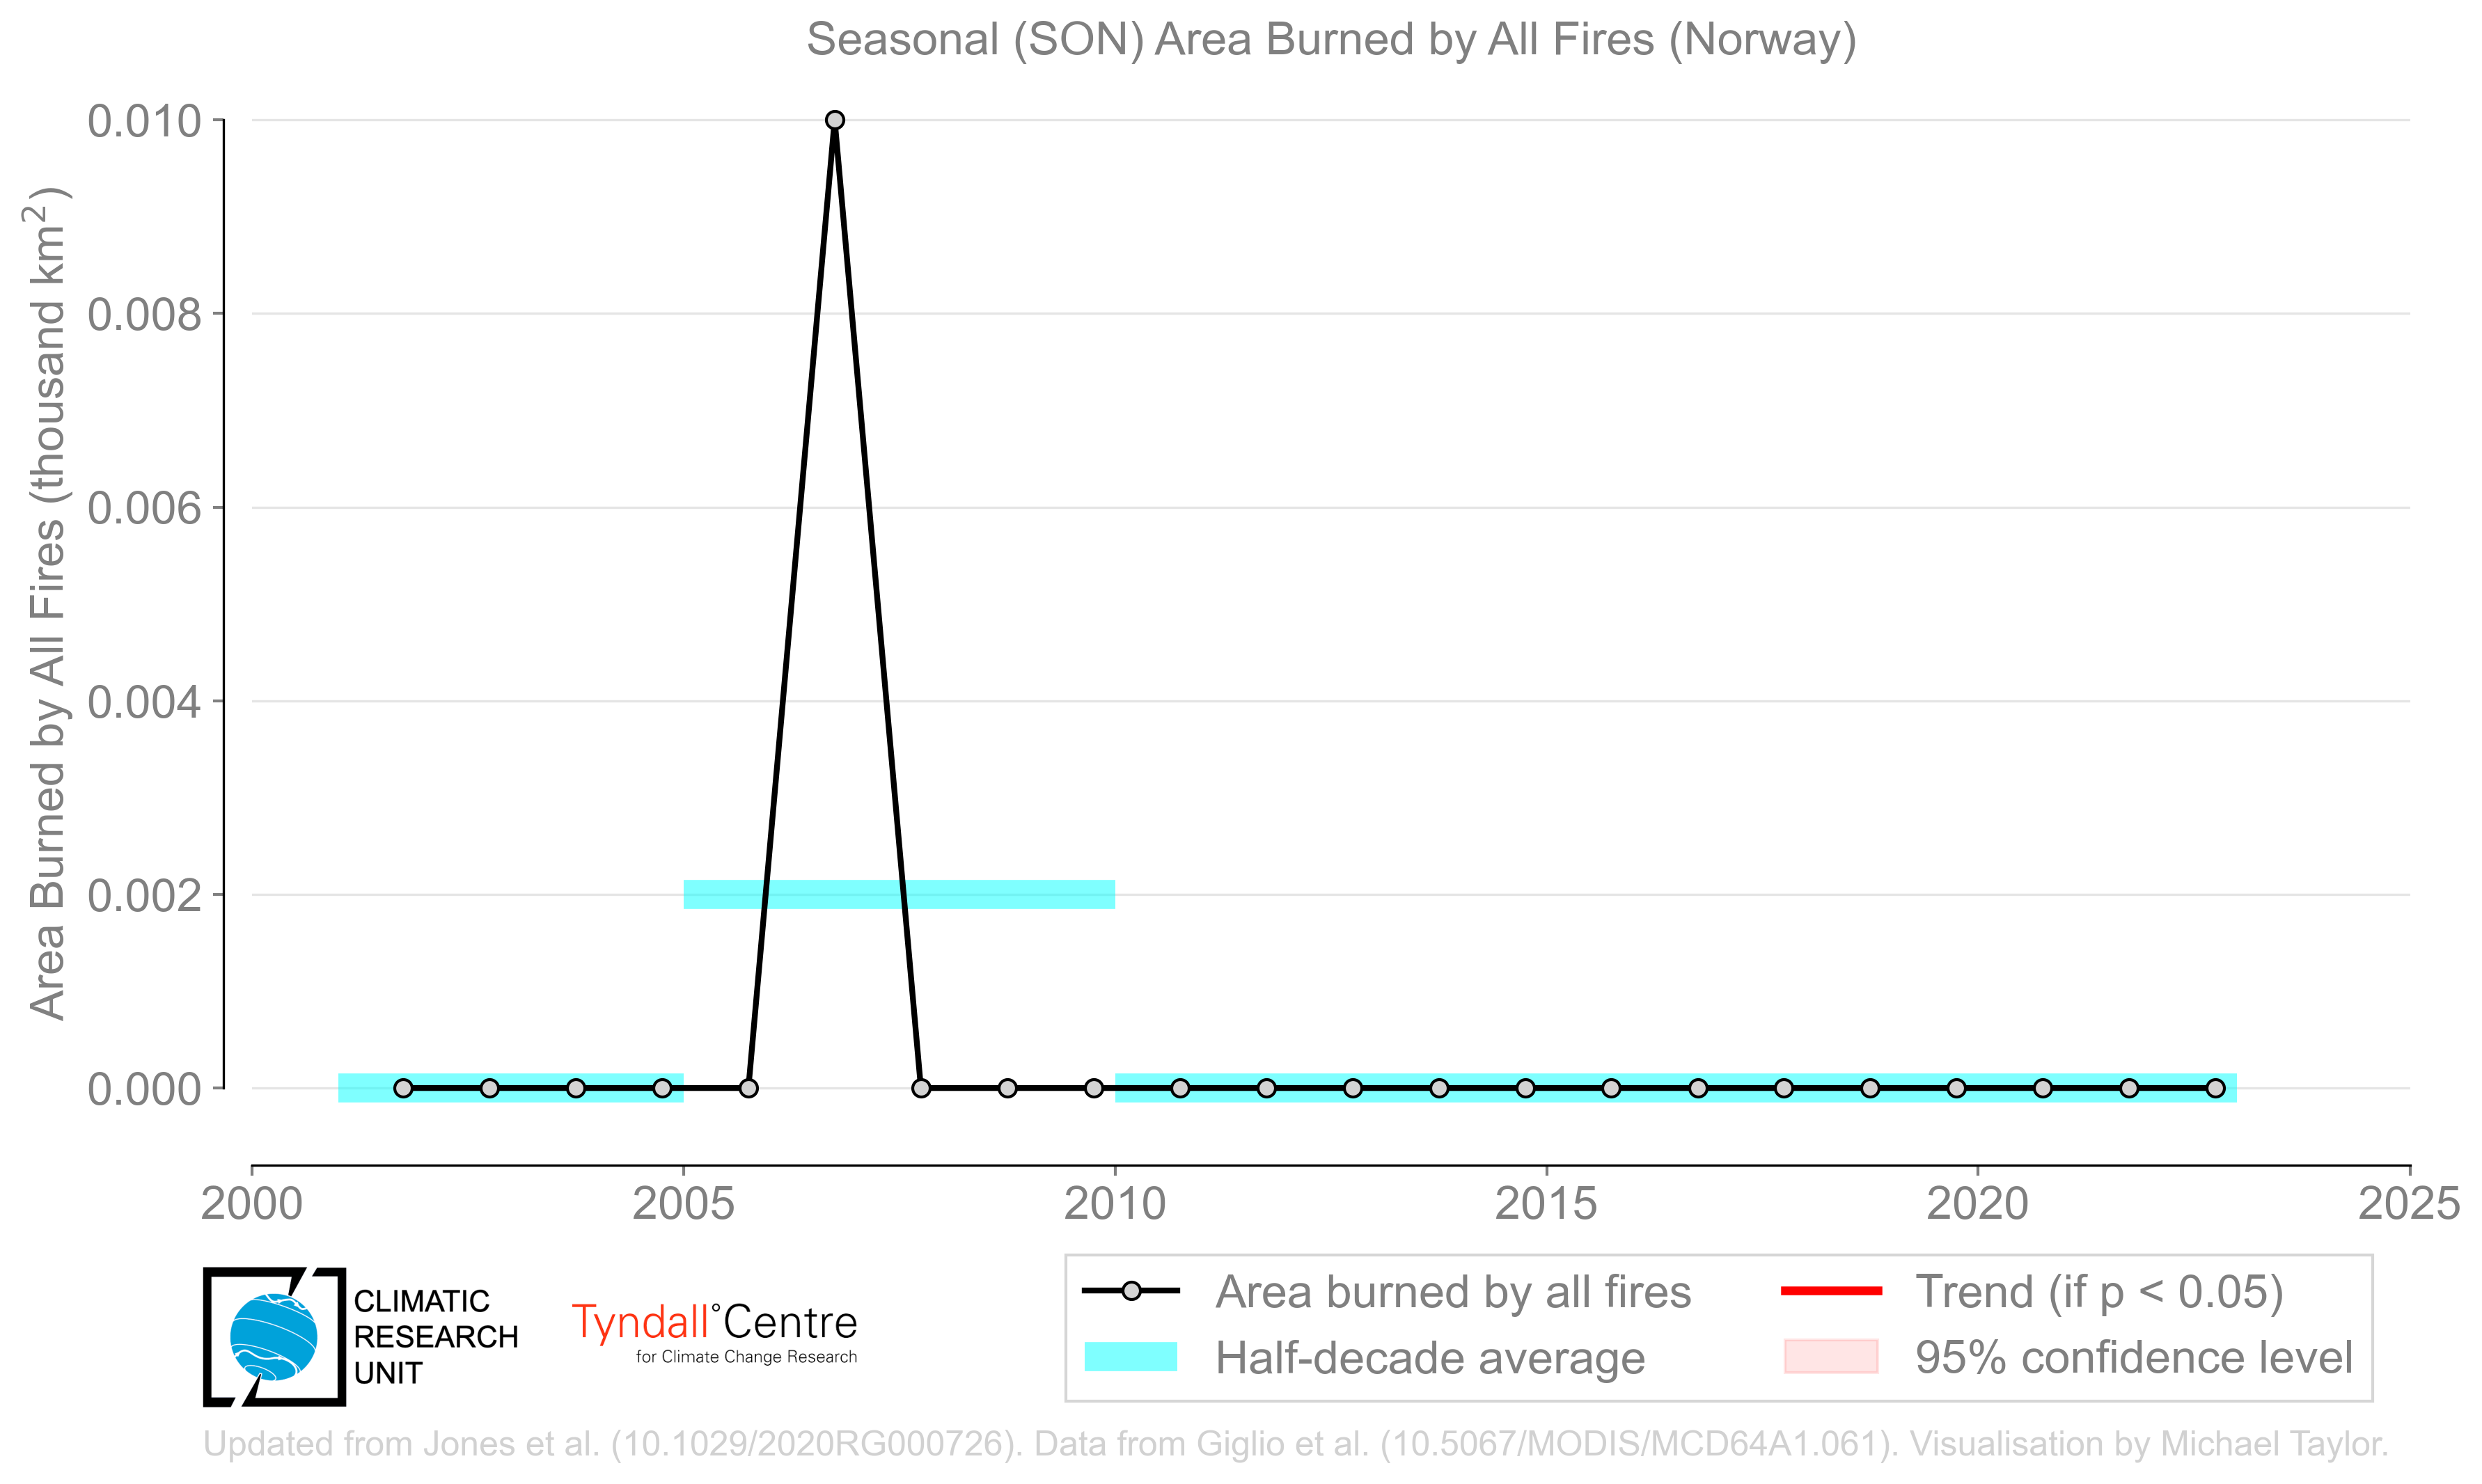 Seasonal (SON) Area Burned by All Fires (Norway)
Area Burned by All Fires (thousand km²)
0.010
0.008
0.006
0.004
0.002
0.000
2000 2005 2010 2015 2020 2025
CLIMATIC
RESEARCH
UNIT
Tyndall°Centre
for Climate Change Research
Area burned by all fires
Half-decade average
Trend (if p < 0.05)
95% confidence level
Updated from Jones et al. (10.1029/2020RG000726). Data from Giglio et al. (10.5067/MODIS/MCD64A1.061). Visualisation by Michael Taylor.